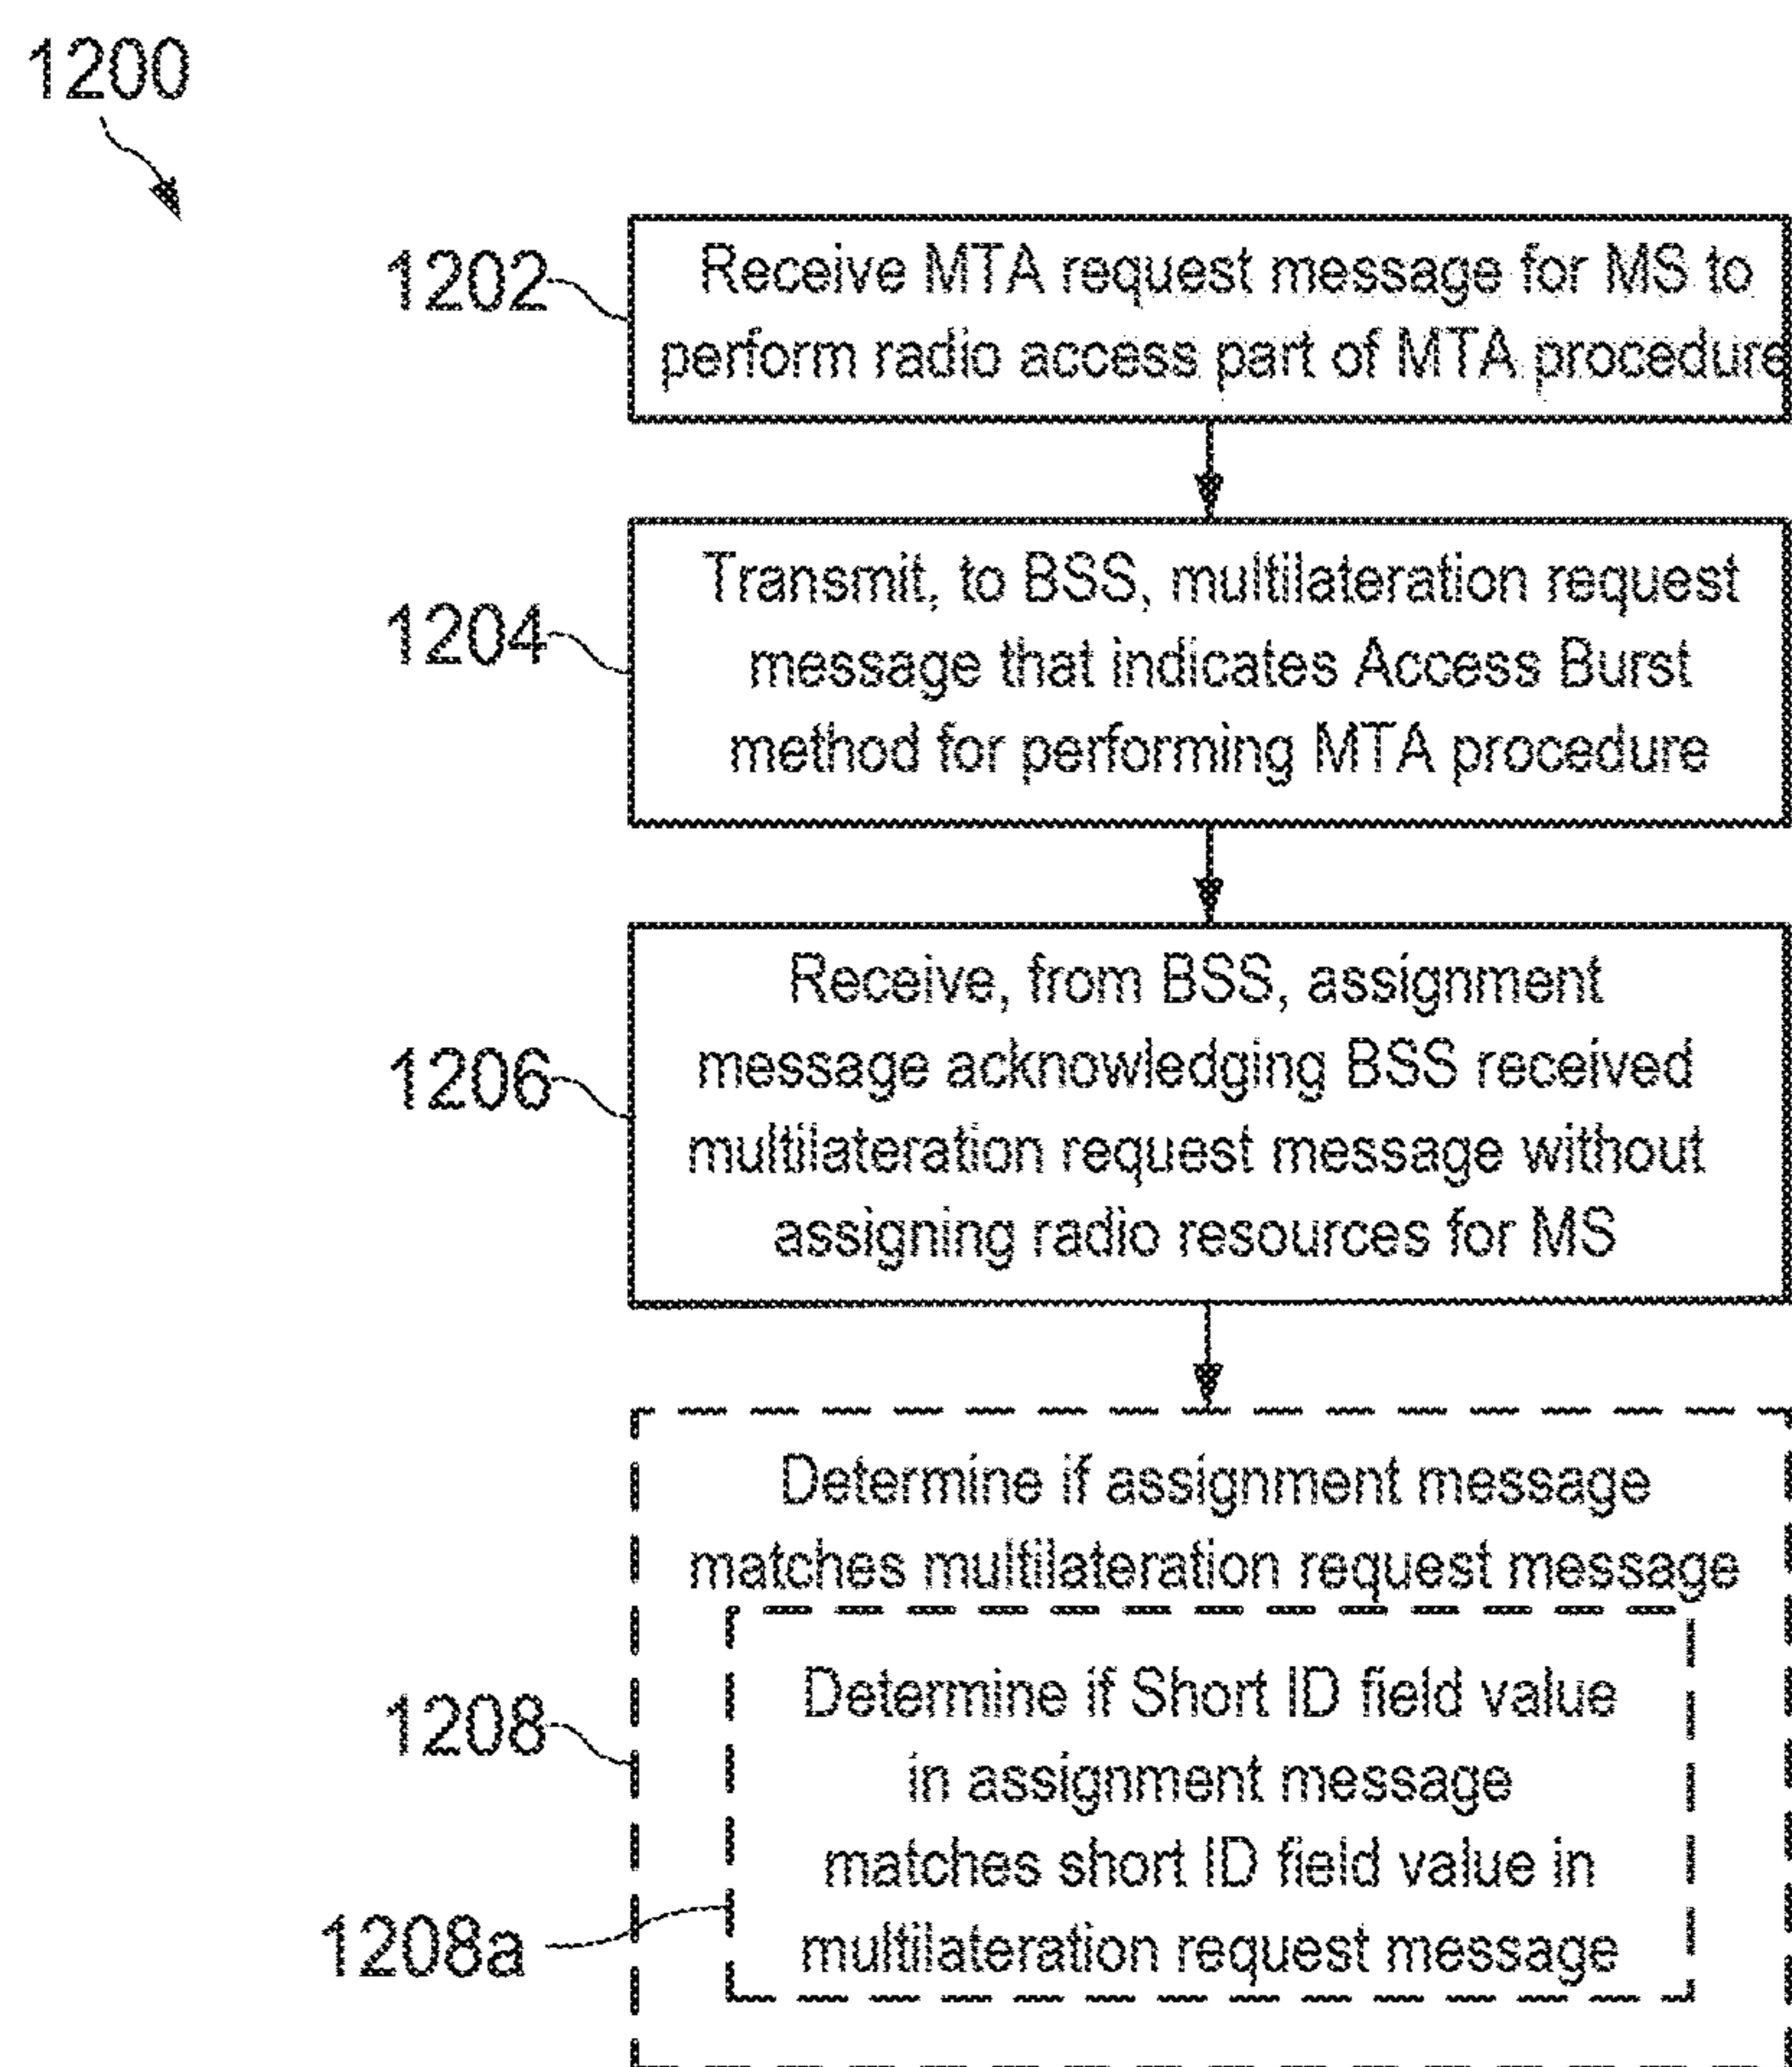 1200
1202
Receive MTA request message for MS to
perform radio access part of MTA procedure
1204
Transmit, to BSS, multilateration request
message that indicates Access Burst
method for performing MTA procedure
1206
Receive, from BSS, assignment
message acknowledging BSS received
multilateration request message without
assigning radio resources for MS
1208
Determine if assignment message
matches multilateration request message
1208a
Determine if Short ID field value
in assignment message
matches short ID field value in
multilateration request message